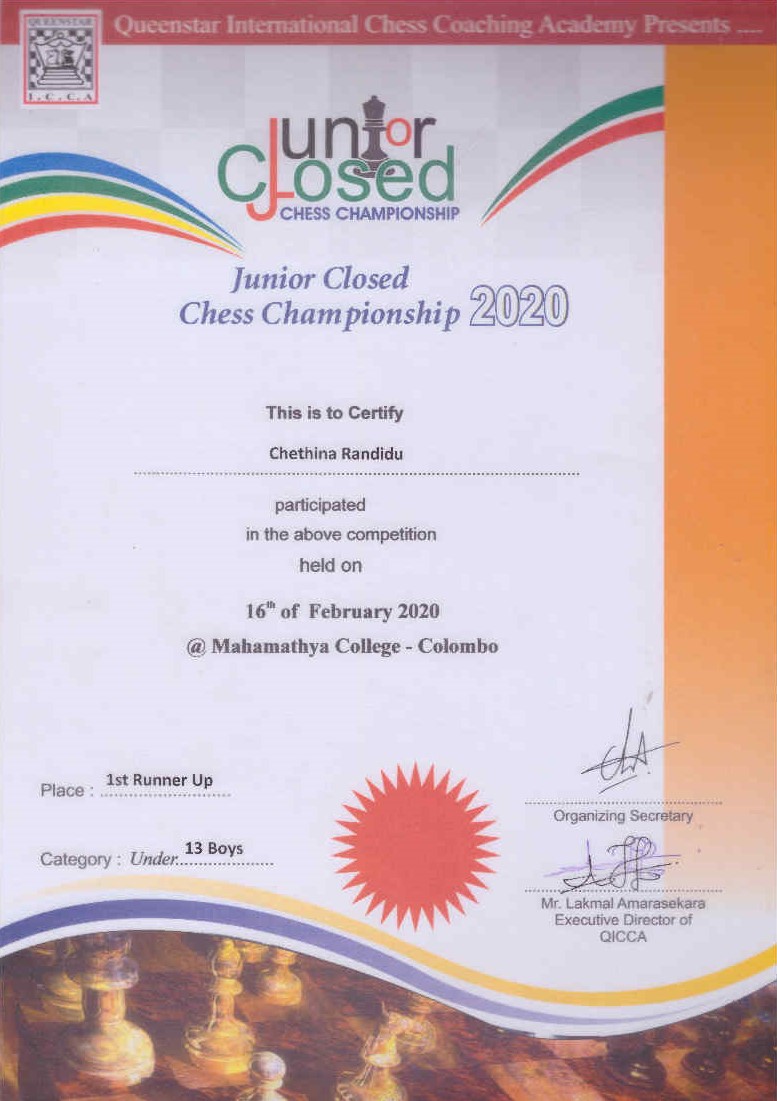 QUEENSTAR
I. C. C. A
Queenstar International Chess Coaching Academy Presents ....
Junior
Closed
CHESS CHAMPIONSHIP
Junior Closed
Chess Championship 2020
This is to Certify
Chethina Randidu
participated
in the above competition
held on
16th of February 2020
@ Mahamathya College - Colombo
Place : 1st Runner Up
Category : Under 13 Boys
Organizing Secretary
Mr. Lakmal Amarasekara
Executive Director of
QICCA